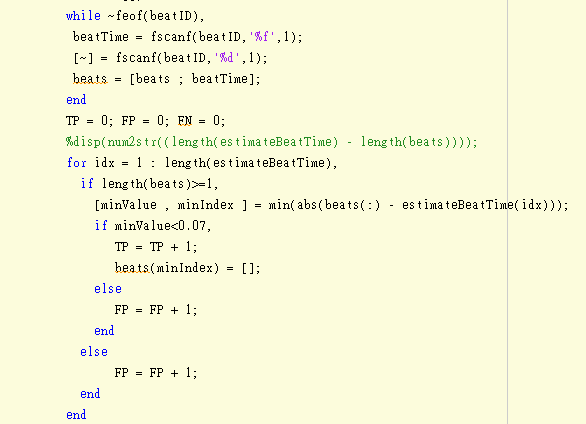 while ~feof(beatID),
beatTime = fscanf(beatID,'%f',1);
[~] = fscanf(beatID,'%d',1);
beats = [beats ; beatTime];
end
TP = 0; FP = 0; FN = 0;
%disp(num2str((length(estimateBeatTime) - length(beats))));
for idx = 1 : length(estimateBeatTime),
if length(beats)>=1,
[minValue , minIndex ] = min(abs(beats(:) - estimateBeatTime(idx)));
if minValue<0.07,
TP = TP + 1;
beats(minIndex) = [];
else
FP = FP + 1;
end
else
FP = FP + 1;
end
end